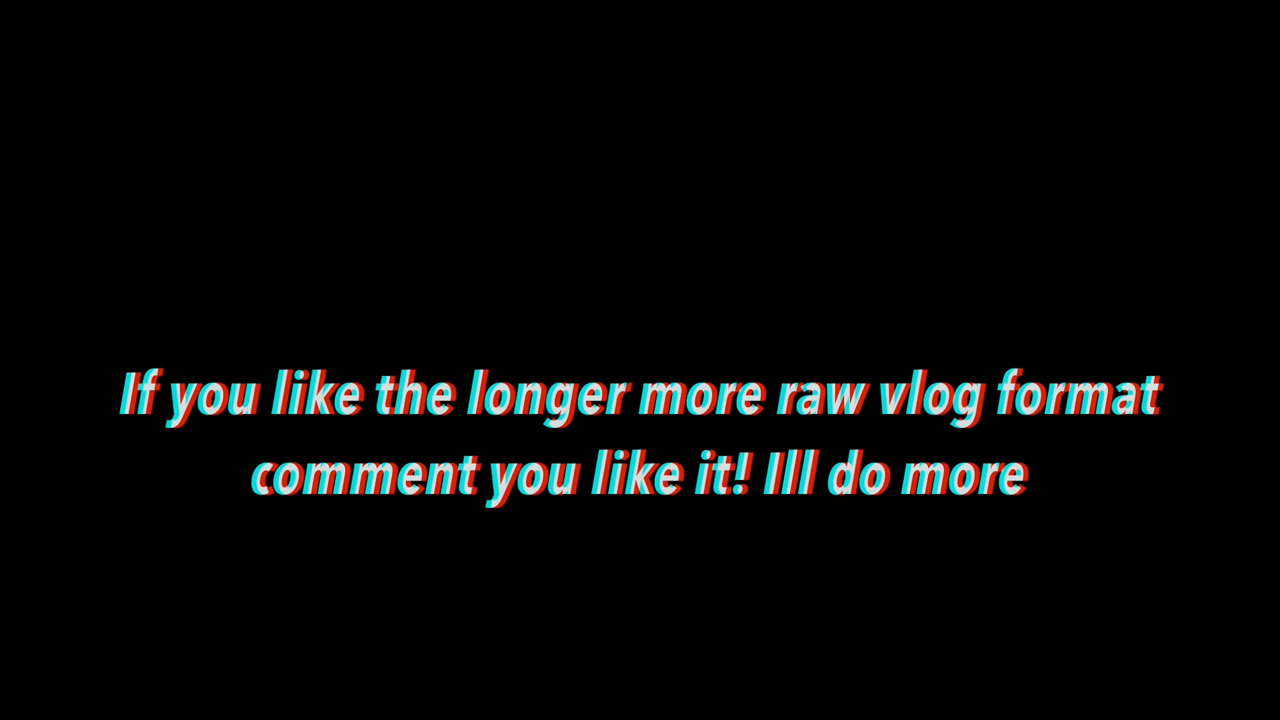 If you like the longer more raw vlog format
comment you like it! Ill do more